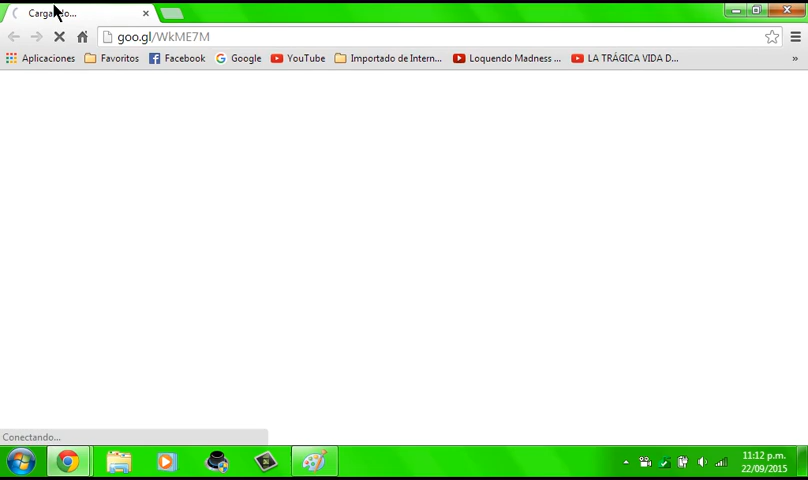 Cargando...
goo.gl/WkME7M
Aplicaciones Favoritos Facebook Google YouTube Importado de Intern... Loquendo Madness ... LA TRÁGICA VIDA D... »
Conectando...
11:12 p.m.
22/09/2015